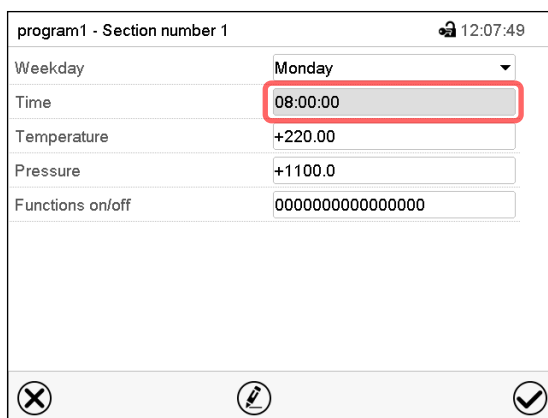 program1 - Section number 1 12:07:49
Weekday Monday
Time 08:00:00
Temperature +220.00
Pressure +1100.0
Functions on/off 0000000000000000